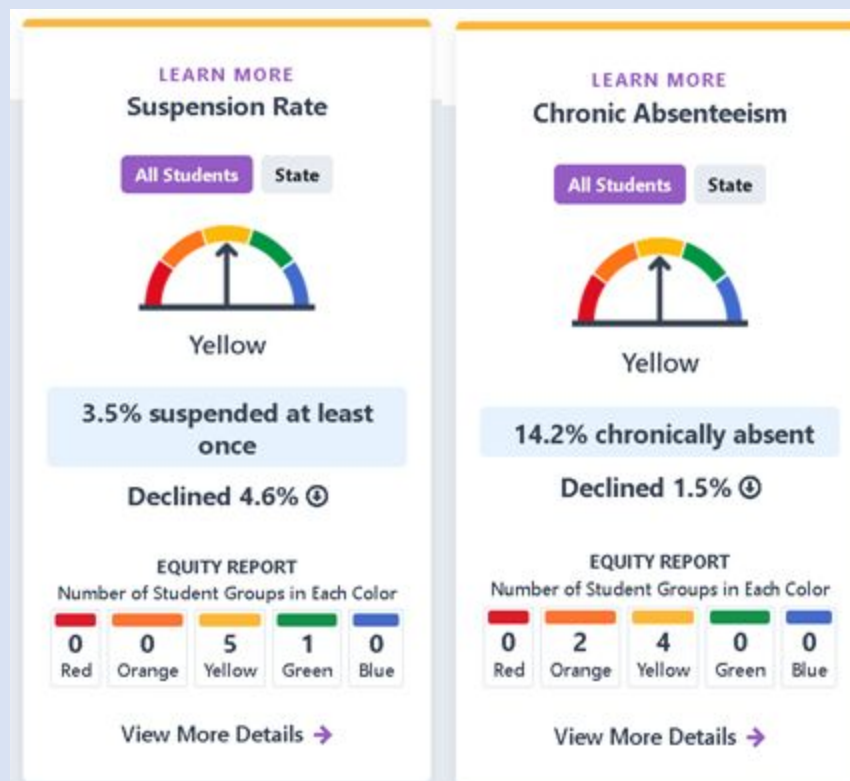 LEARN MORE
Suspension Rate
All Students State
Yellow
3.5% suspended at least
once
Declined 4.6%
EQUITY REPORT
Number of Student Groups in Each Color
0 0 5 1 0
Red Orange Yellow Green Blue
View More Details
LEARN MORE
Chronic Absenteeism
All Students State
Yellow
14.2% chronically absent
Declined 1.5%
EQUITY REPORT
Number of Student Groups in Each Color
0 2 4 0 0
Red Orange Yellow Green Blue
View More Details